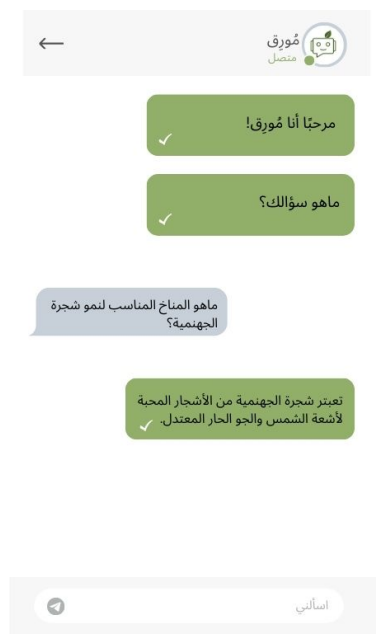 مُورِق
متصل
مرحبًا أنا مُورِق!
ماهو سؤالك؟
ماهو المناخ المناسب لنمو شجرة
الجهنمية؟
تعبتر شجرة الجهنمية من الأشجار المحبة
لأشعة الشمس والجو الحار المعتدل.
اسألني